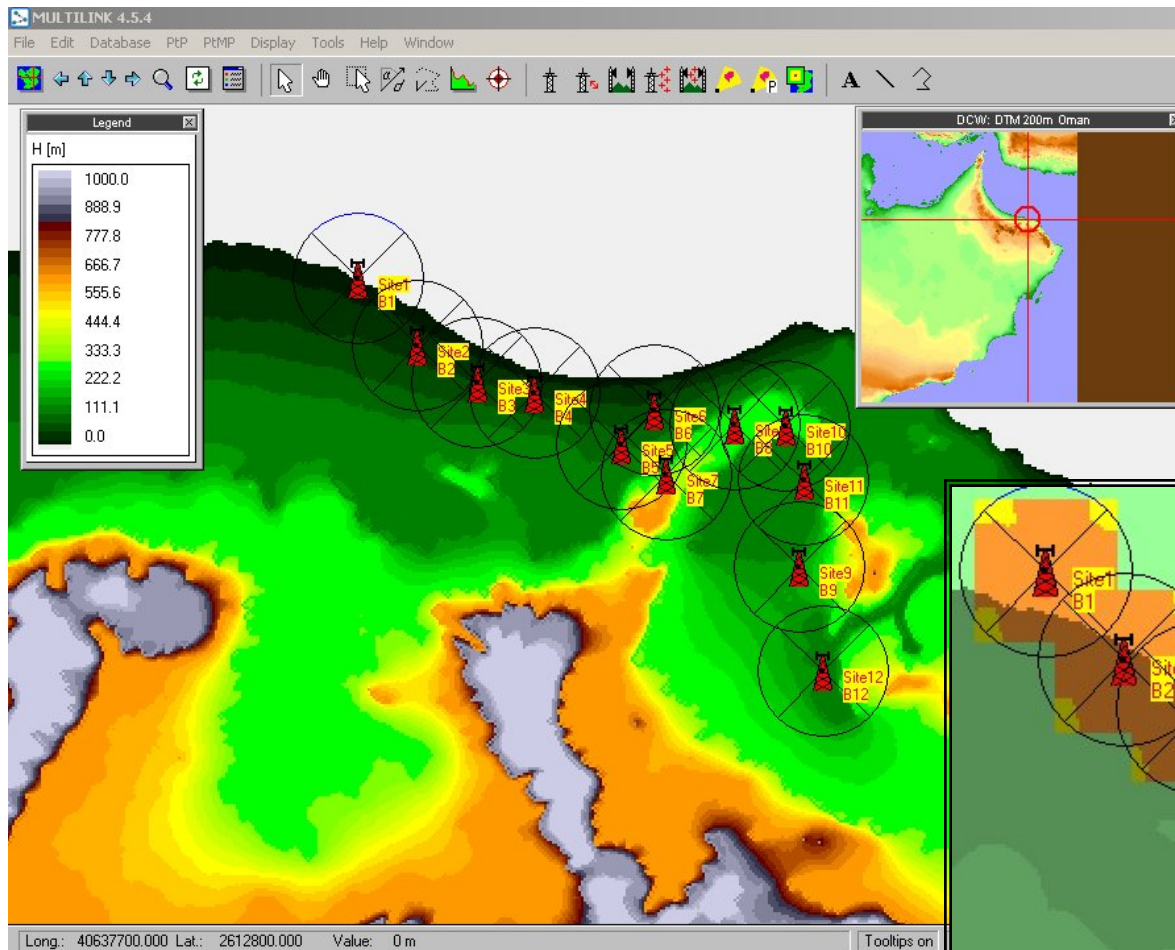 MULTILINK 4.5.4
File Edit Database PtP PtMP Display Tools Help Window
A
P
Legend
H [m]
1000.0
888.9
777.8
666.7
555.6
444.4
333.3
222.2
111.1
0.0
DCW: DTM 200m Oman
Site1
B1
Site2
B2
Site3
B3
Site4
B4
Site6
B6
Site5
B5
Site7
B7
B8
Site10
B10
Site11
B11
Site9
B9
Site12
B12
Site1
B1
Site
B2
Long.: 40637700.000 Lat.: 2612800.000 Value: 0 m
Tooltips on